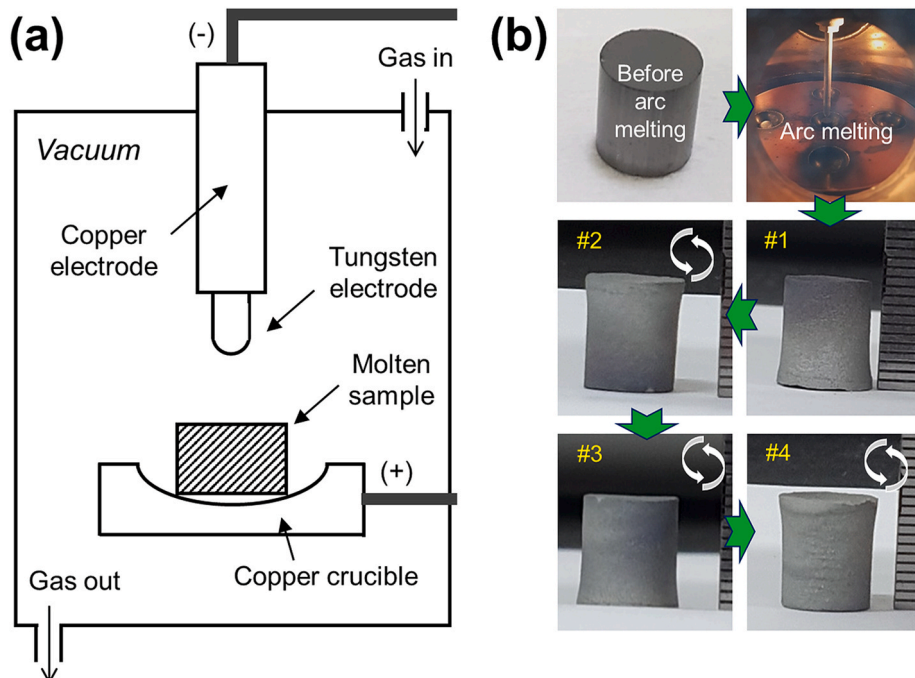 (a)
(-)
Gas in
Vacuum
Copper
electrode
Tungsten
electrode
Molten
sample
(+)
Copper crucible
Gas out
(b)
Before
arc
melting
Arc melting
#2
#1
#3
#4